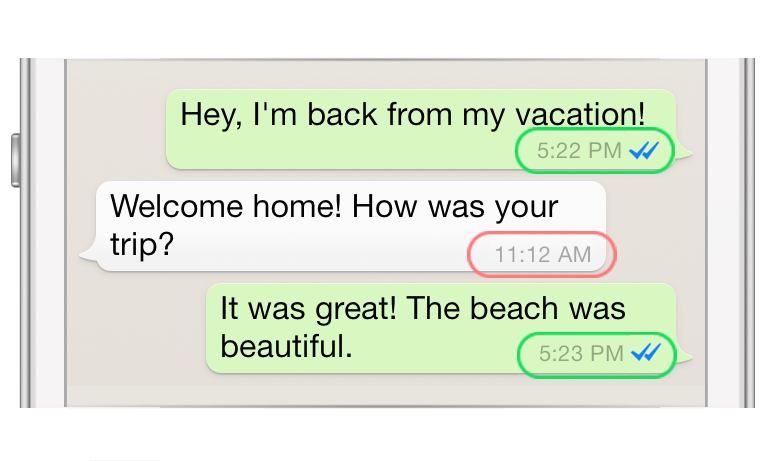 Hey, I'm back from my vacation!
5:22 PM
Welcome home! How was your
trip?
11:12 AM
It was great! The beach was
beautiful.
5:23 PM